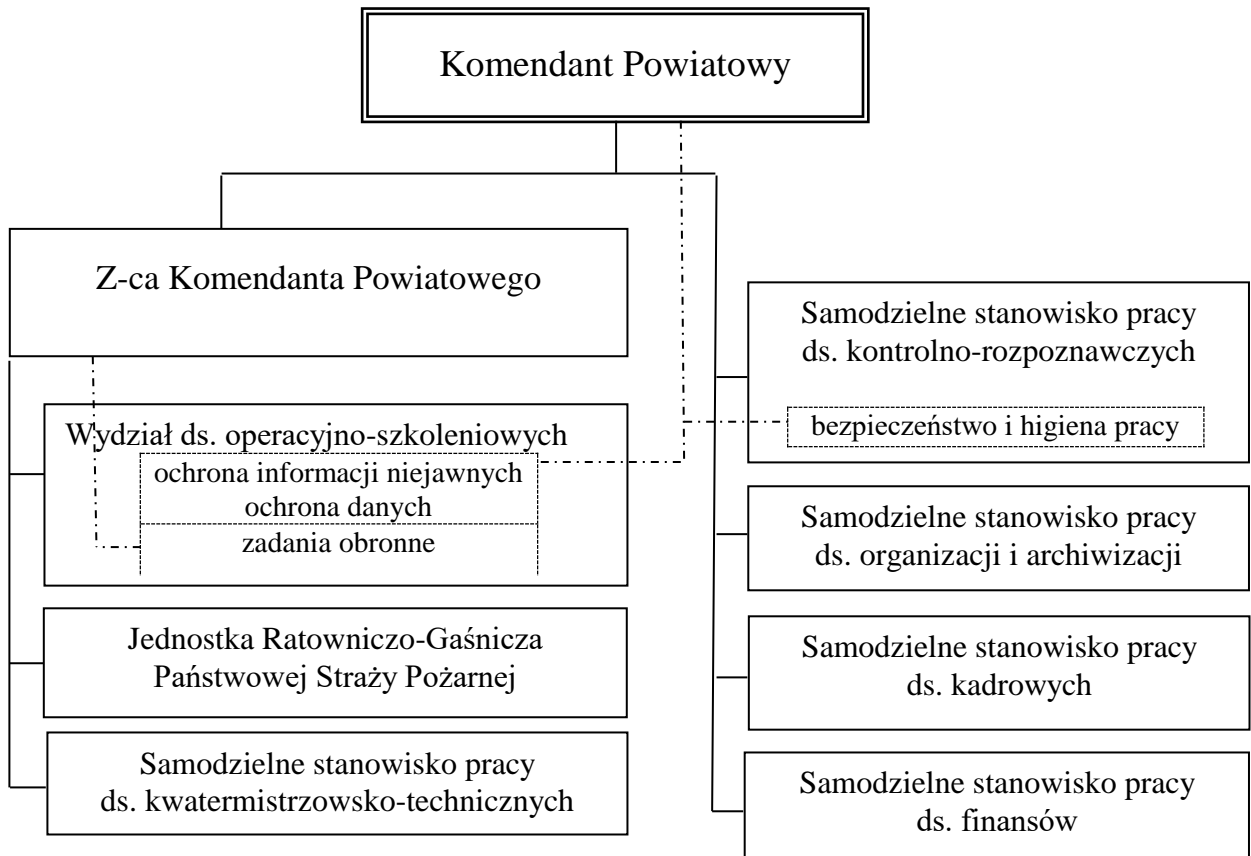 Komendant Powiatowy
Z-ca Komendanta Powiatowego
Wydział ds. operacyjno-szkoleniowych
ochrona informacji niejawnych
ochrona danych
zadania obronne
Jednostka Ratowniczo-Gaśnicza
Państwowej Straży Pożarnej
Samodzielne stanowisko pracy
ds. kwatermistrzowsko-technicznych
Samodzielne stanowisko pracy
ds. kontrolno-rozpoznawczych
bezpieczeństwo i higiena pracy
Samodzielne stanowisko pracy
ds. organizacji i archiwizacji
Samodzielne stanowisko pracy
ds. kadrowych
Samodzielne stanowisko pracy
ds. finansów